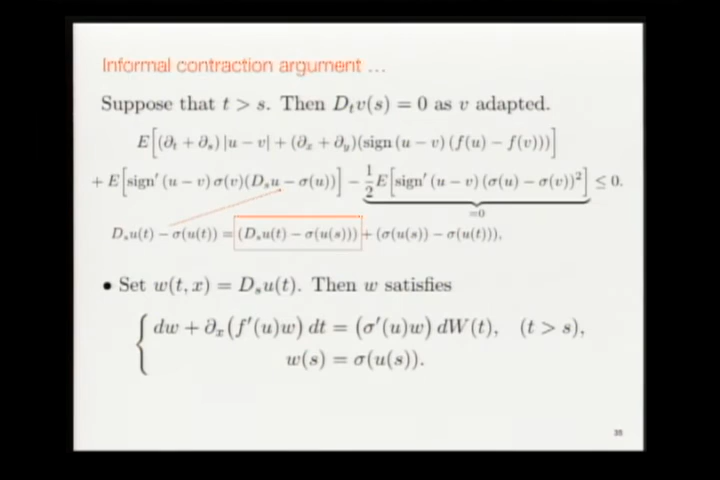 Informal contraction argument ...
Suppose that t > s. Then D_t v(s) = 0 as v adapted.
E[(∂_t + ∂_s) |u − v| + (∂_x + ∂_y)(sign (u − v) (f(u) − f(v)))]
+ E[sign′ (u − v) σ(v)(D_s u − σ(u))] − 1/2 E[sign′ (u − v) (σ(u) − σ(v))²] ≤ 0.
=0
D_s u(t) − σ(u(t)) = (D_s u(t) − σ(u(s))) + (σ(u(s)) − σ(u(t))),
• Set w(t, x) = D_s u(t). Then w satisfies
{ dw + ∂_x (f′(u)w) dt = (σ′(u)w) dW(t), (t > s),
w(s) = σ(u(s)).
35